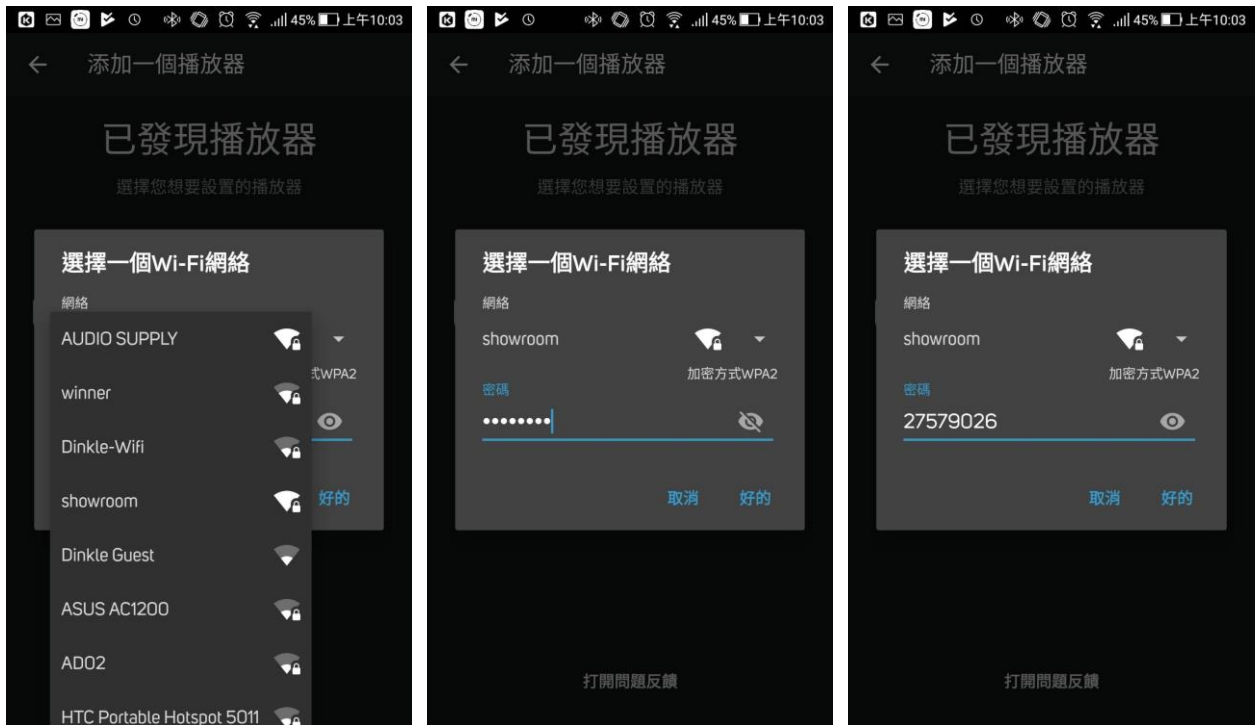 45% 上午10:03
添加一個播放器
已發現播放器
選擇您想要設置的播放器
選擇一個Wi-Fi網絡
網絡
AUDIO SUPPLY
式WPA2
winner
Dinkle-Wifi
showroom
好的
Dinkle Guest
ASUS AC1200
AD02
HTC Portable Hotspot 5011
45% 上午10:03
添加一個播放器
已發現播放器
選擇您想要設置的播放器
選擇一個Wi-Fi網絡
網絡
showroom
加密方式WPA2
密碼
••••••••
取消 好的
打開問題反饋
45% 上午10:03
添加一個播放器
已發現播放器
選擇您想要設置的播放器
選擇一個Wi-Fi網絡
網絡
showroom
加密方式WPA2
密碼
27579026
取消 好的
打開問題反饋